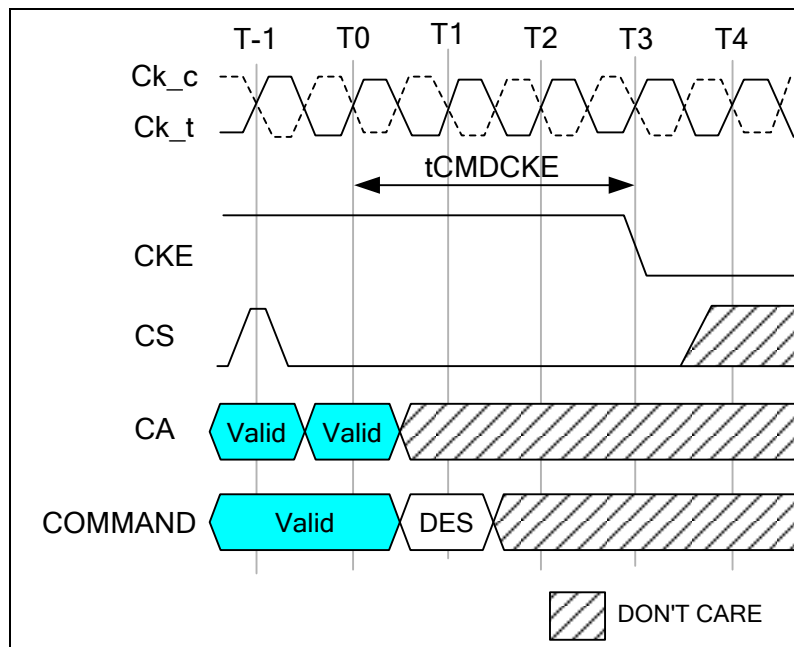 T-1 T0 T1 T2 T3 T4
Ck_c
Ck_t
tCMDCKE
CKE
CS
CA Valid Valid
COMMAND Valid DES
DON'T CARE